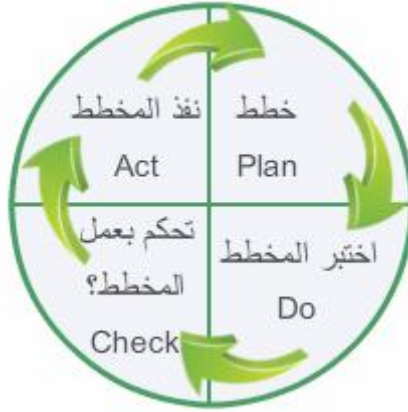 خطط
Plan
اختبر المخطط
Do
تحكم بعمل
المخطط؟
Check
نفذ المخطط
Act